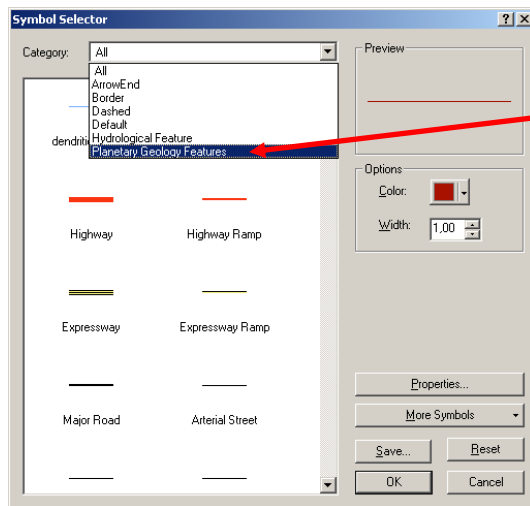 Symbol Selector
Category: All
All
ArrowEnd
Border
Dashed
Default
Hydrological Feature
Planetary Geology Features
dendriti
Highway
Highway Ramp
Expressway
Expressway Ramp
Major Road
Arterial Street
Preview
Options
Color:
Width: 1,00
Properties...
More Symbols
Save...
Reset
OK
Cancel